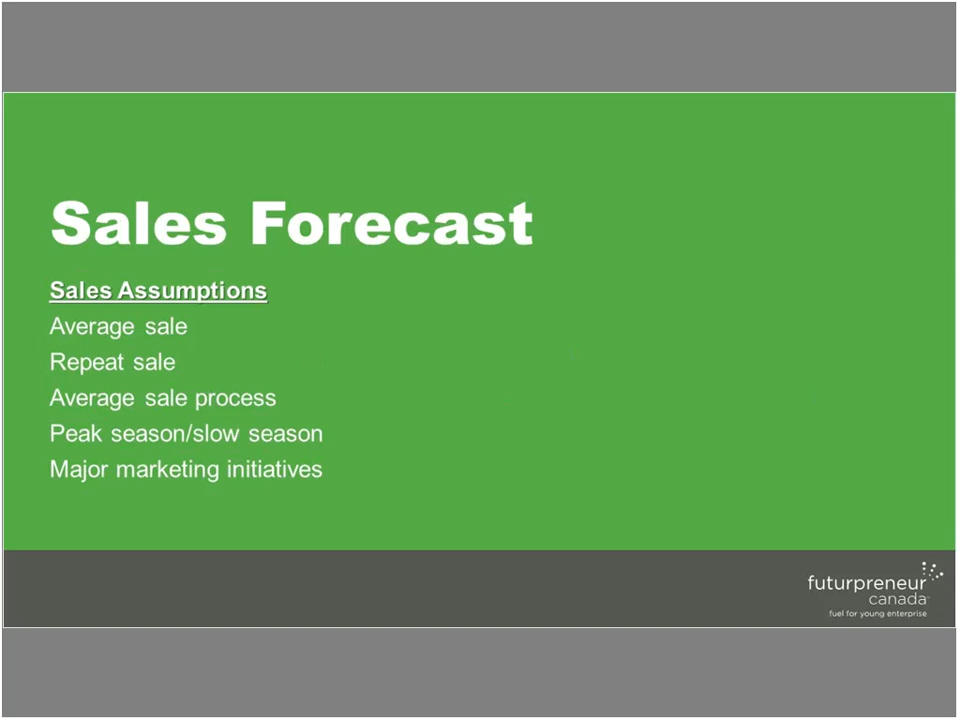 Sales Forecast
Sales Assumptions
Average sale
Repeat sale
Average sale process
Peak season/slow season
Major marketing initiatives
futurpreneur
canada
fuel for young enterprise